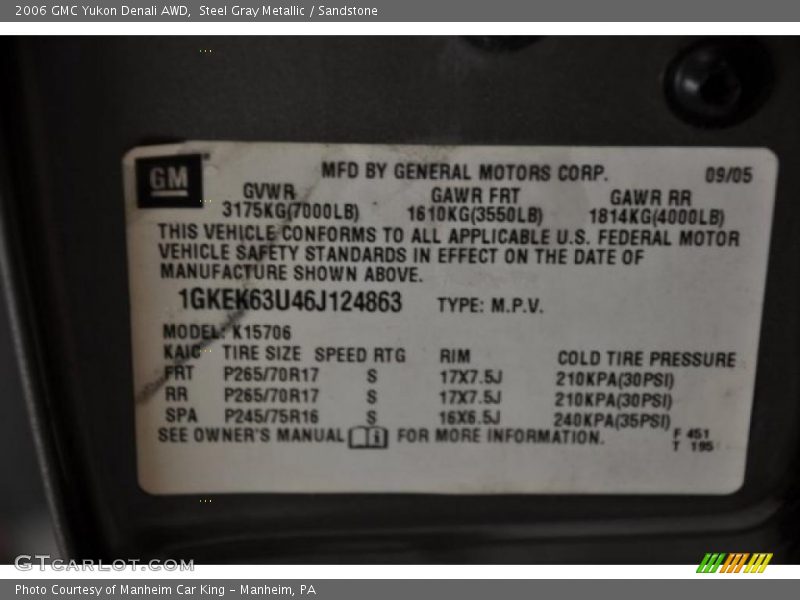 2006 GMC Yukon Denali AWD,  Steel Gray Metallic / Sandstone
GM
MFD BY GENERAL MOTORS CORP.
09/05
GVWR GAWR FRT GAWR RR
3175KG(7000LB) 1610KG(3550LB) 1814KG(4000LB)
THIS VEHICLE CONFORMS TO ALL APPLICABLE U.S. FEDERAL MOTOR
VEHICLE SAFETY STANDARDS IN EFFECT ON THE DATE OF
MANUFACTURE SHOWN ABOVE.
1GKEK63U46J124863 TYPE: M.P.V.
MODEL: K15706
KAIG TIRE SIZE SPEED RTG RIM COLD TIRE PRESSURE
FRT P265/70R17 S 17X7.5J 210KPA(30PSI)
RR P265/70R17 S 17X7.5J 210KPA(30PSI)
SPA P245/75R16 S 16X6.5J 240KPA(35PSI)
SEE OWNER'S MANUAL FOR MORE INFORMATION.
F 451
T 195
GTCARLOT.COM
Photo Courtesy of Manheim Car King - Manheim, PA